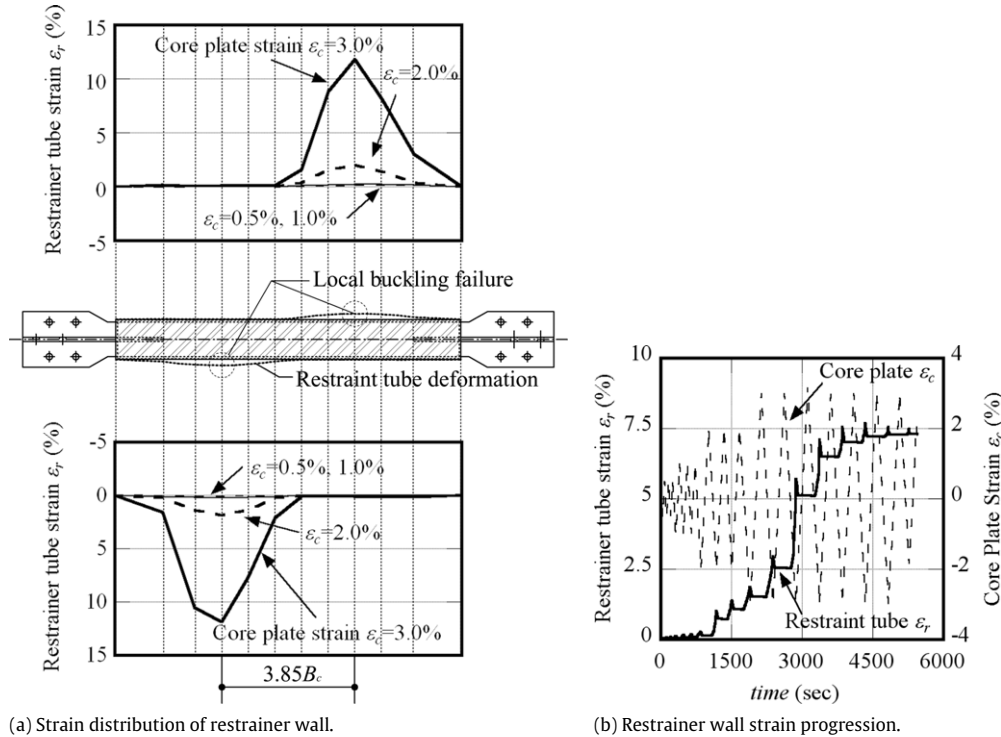 15
10
5
0
-5
Restrainer tube strain εr (%)
Core plate strain εc=3.0%
εc=2.0%
εc=0.5%, 1.0%
Local buckling failure
Restraint tube deformation
-5
0
5
10
15
Restrainer tube strain εr (%)
εc=0.5%, 1.0%
εc=2.0%
Core plate strain εc=3.0%
3.85Bc
(a) Strain distribution of restrainer wall.
10
7.5
5
2.5
0
Restrainer tube strain εr (%)
4
2
0
-2
-4
Core Plate Strain εr (%)
Core plate εc
Restraint tube εr
0 1500 3000 4500 6000
time (sec)
(b) Restrainer wall strain progression.